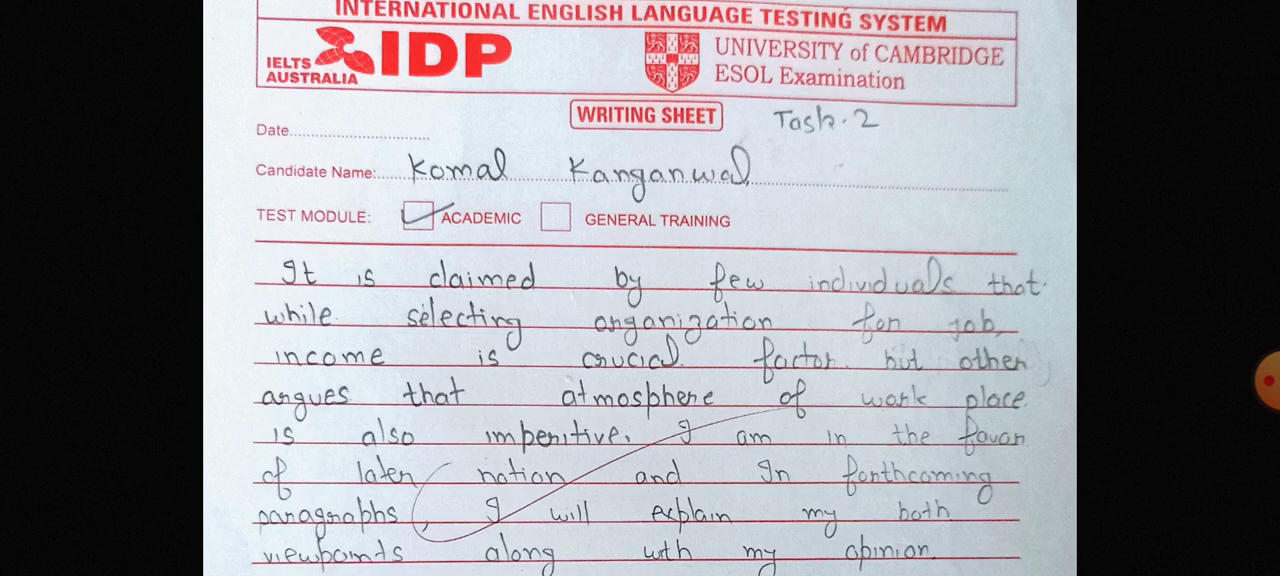 INTERNATIONAL ENGLISH LANGUAGE TESTING SYSTEM
IELTS AUSTRALIA
IDP
UNIVERSITY of CAMBRIDGE
ESOL Examination
WRITING SHEET Task. 2
Date
Candidate Name: Komal Kanganwal
TEST MODULE: ACADEMIC GENERAL TRAINING
It is claimed by few individuals that
while selecting organization for job,
income is crucial factor but other
argues that atmosphere of work place
is also imperitive. I am in the favor
of later notion and In forthcoming
paragraphs, I will explain my both
viewpoints along with my opinion.